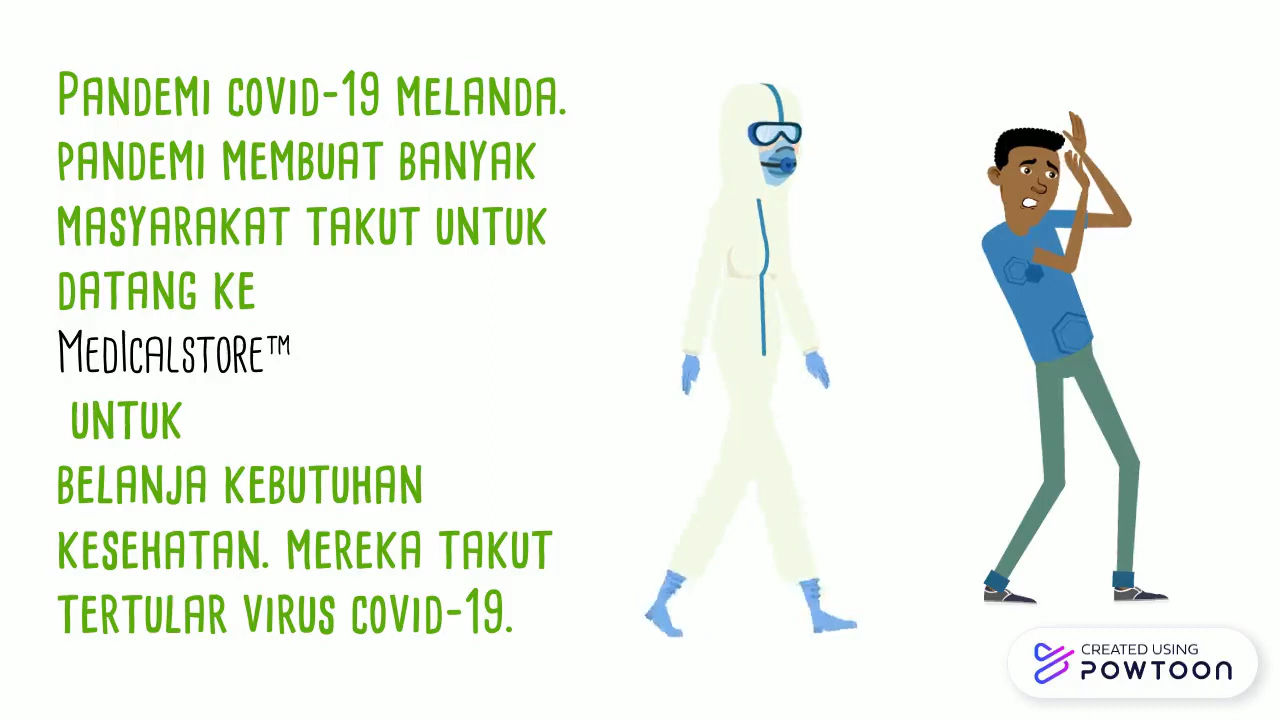 Pandemi covid-19 melanda.
pandemi membuat banyak
masyarakat takut untuk
datang ke
Medicalstore™
untuk
belanja kebutuhan
kesehatan. Mereka takut
tertular virus covid-19.
CREATED USING
POWTOON